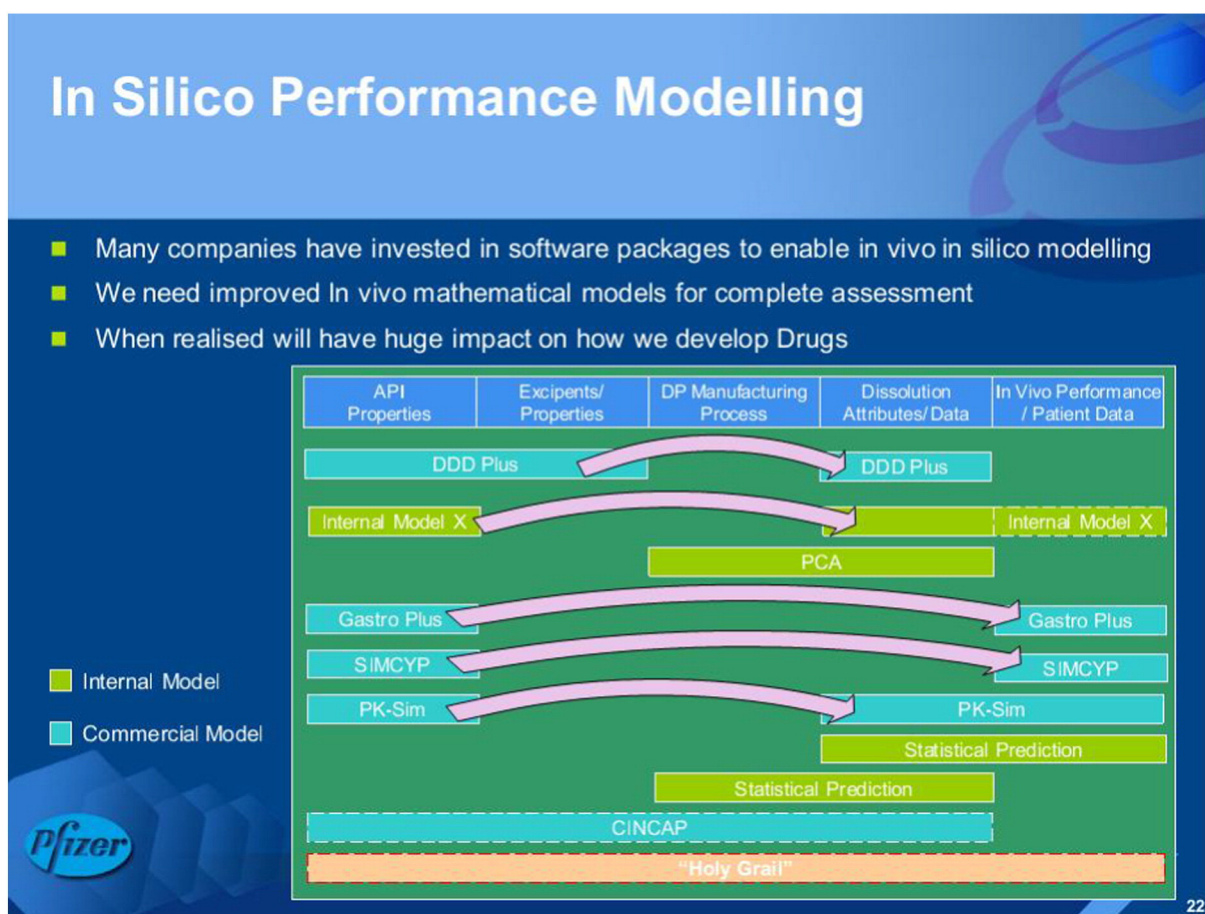 In Silico Performance Modelling
Many companies have invested in software packages to enable in vivo in silico modelling
We need improved In vivo mathematical models for complete assessment
When realised will have huge impact on how we develop Drugs
API
Properties
Excipents/
Properties
DP Manufacturing
Process
Dissolution
Attributes/Data
In Vivo Performance
/ Patient Data
DDD Plus
DDD Plus
Internal Model X
Internal Model X
PCA
Gastro Plus
Gastro Plus
SIMCYP
SIMCYP
PK-Sim
PK-Sim
Statistical Prediction
Statistical Prediction
CINCAP
“Holy Grail”
Internal Model
Commercial Model
Pfizer
22